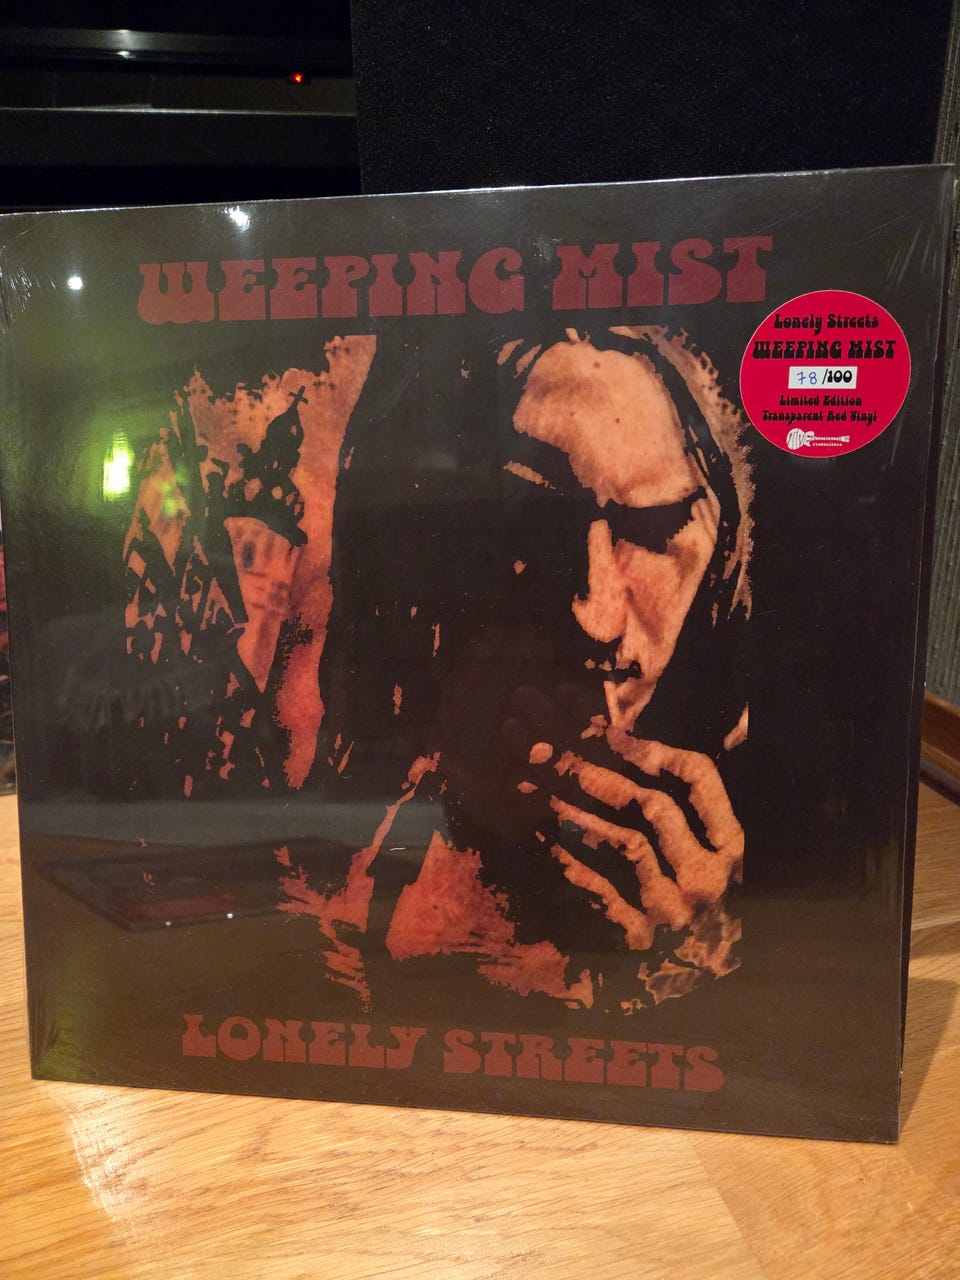 WEEPING MIST
Lonely Streets
WEEPING MIST
78/100
Limited Edition
Transparent Red Vinyl
LONELY STREETS